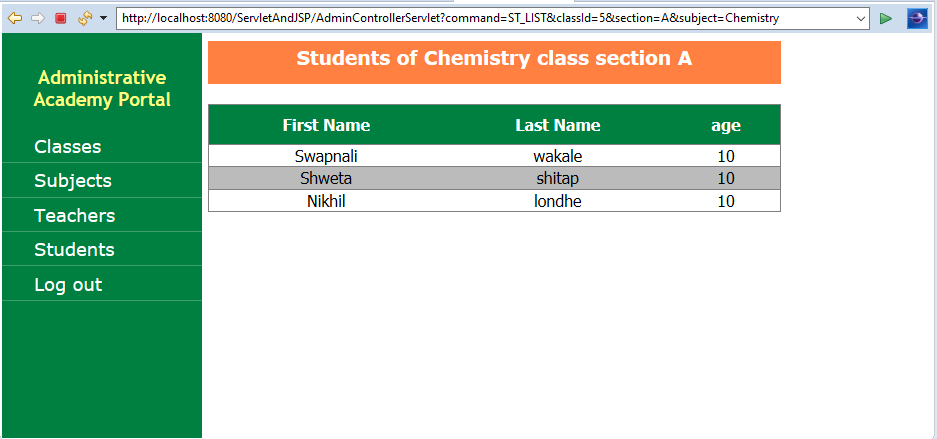 http://localhost:8080/ServletAndJSP/AdminControllerServlet?command=ST_LIST&classId=5&section=A&subject=Chemistry
Administrative
Academy Portal
Classes
Subjects
Teachers
Students
Log out
Students of Chemistry class section A
First Name Last Name age
Swapnali wakale 10
Shweta shitap 10
Nikhil londhe 10